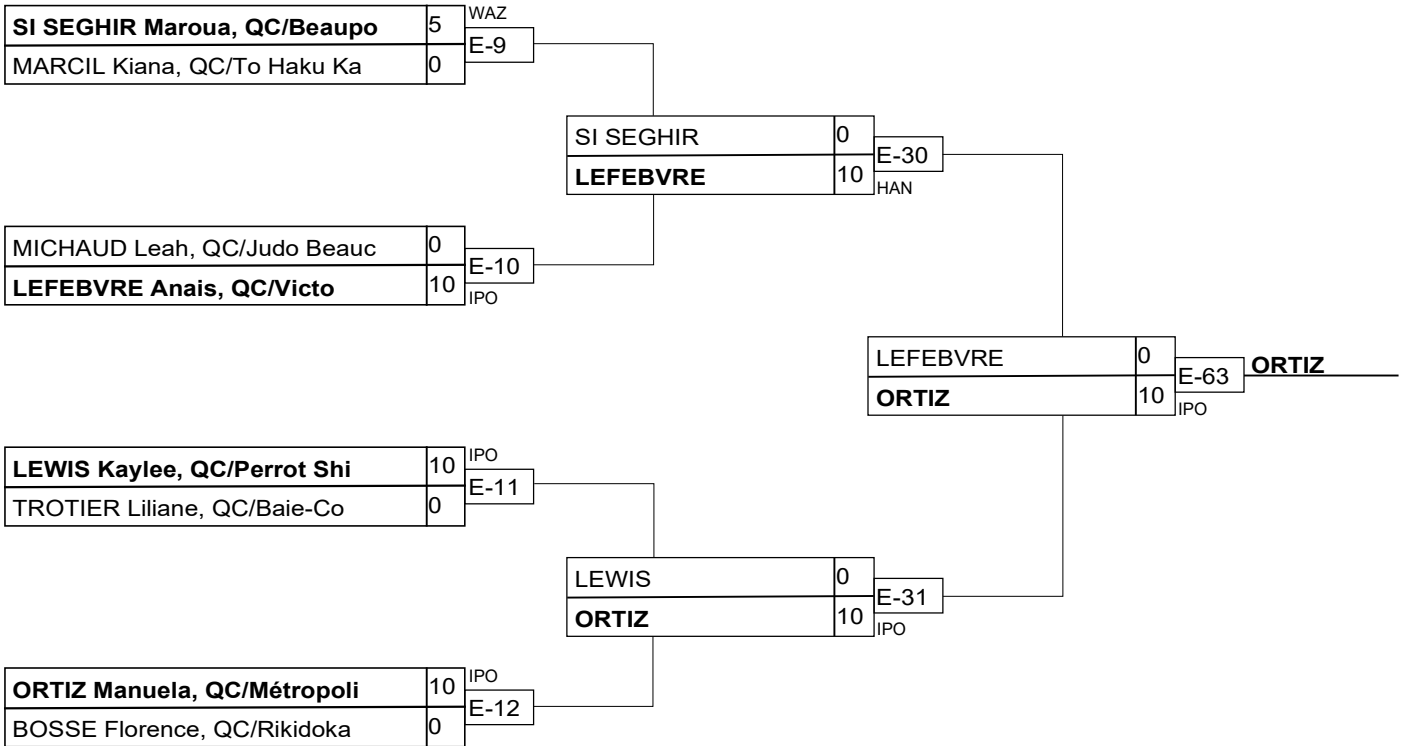 SI SEGHIR Maroua, QC/Beaupo 5 WAZ
E-9
MARCIL Kiana, QC/To Haku Ka 0
SI SEGHIR 0
E-30
LEFEBVRE 10 HAN
MICHAUD Leah, QC/Judo Beauc 0
E-10
LEFEBVRE Anais, QC/Victo 10 IPO
LEFEBVRE 0
E-63 ORTIZ
ORTIZ 10 IPO
LEWIS Kaylee, QC/Perrot Shi 10 IPO
E-11
TROTIER Liliane, QC/Baie-Co 0
LEWIS 0
E-31
ORTIZ 10 IPO
ORTIZ Manuela, QC/Métropoli 10 IPO
E-12
BOSSE Florence, QC/Rikidoka 0